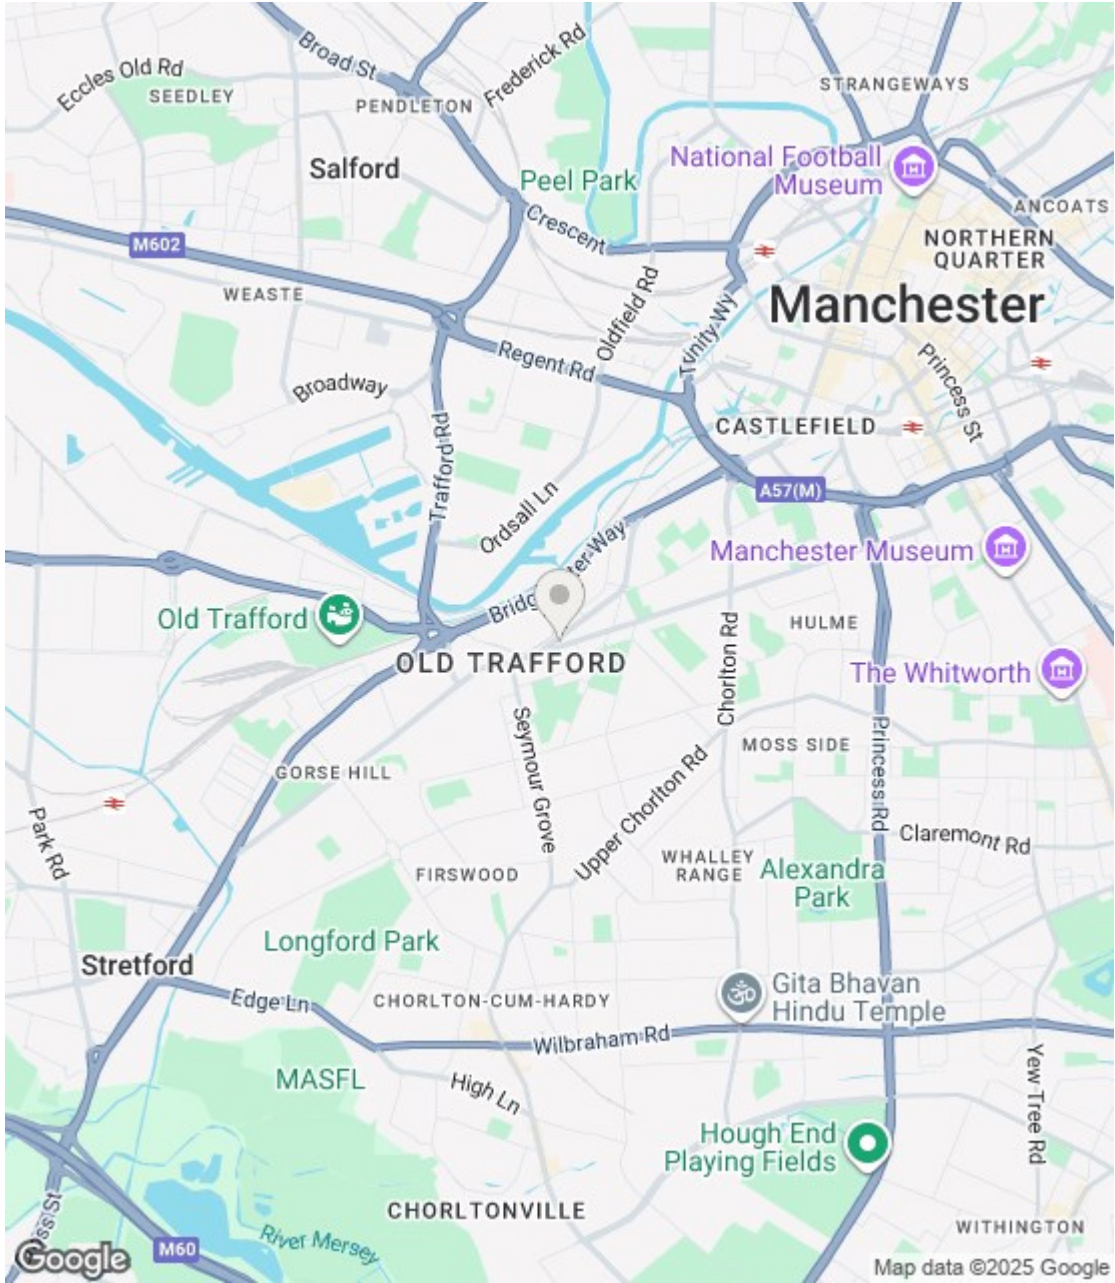 Broad St
Frederick Rd
Eccles Old Rd
SEEDLEY
PENDLETON
STRANGEWAYS
Salford
Peel Park
National Football
Museum
ANCOATS
Crescent
M602
NORTHERN
QUARTER
WEASTE
Oldfield Rd
Manchester
Trinity Wy
Regent Rd
Broadway
Princess St
CASTLEFIELD
Trafford Rd
A57(M)
Ordsall Ln
Manchester Museum
Old Trafford
HULME
OLD TRAFFORD
Chorlton Rd
The Whitworth
Seymour Grove
Princess Rd
MOSS SIDE
GORSE HILL
Upper Chorlton Rd
Park Rd
Claremont Rd
FIRSWOOD
WHALLEY
RANGE
Alexandra
Park
Longford Park
Stretford
Edge Ln
CHORLTON-CUM-HARDY
Gita Bhavan
Hindu Temple
Wilbraham Rd
MASFL
High Ln
Yew Tree Rd
Hough End
Playing Fields
CHORLTONVILLE
River Mersey
M60
WITHINGTON
Google
Map data ©2025 Google